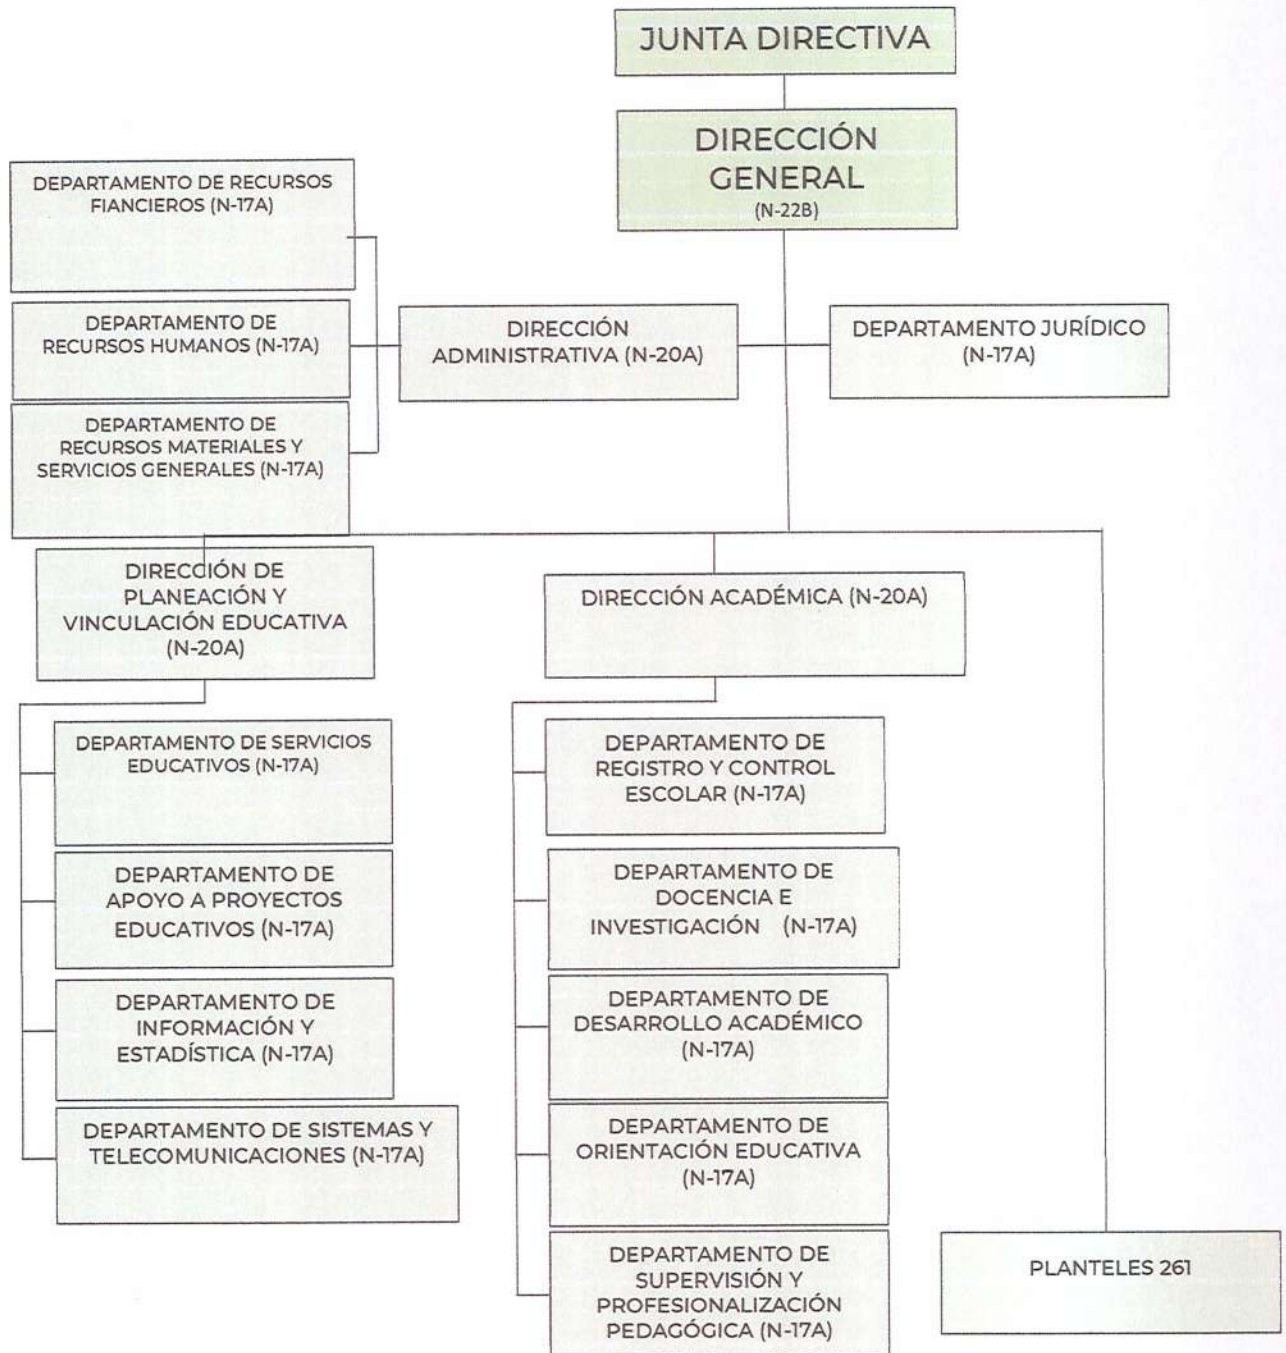 JUNTA DIRECTIVA
DIRECCIÓN
GENERAL
(N-22B)
DEPARTAMENTO DE RECURSOS
FIANCIEROS (N-17A)
DEPARTAMENTO DE
RECURSOS HUMANOS (N-17A)
DEPARTAMENTO DE
RECURSOS MATERIALES Y
SERVICIOS GENERALES (N-17A)
DIRECCIÓN
ADMINISTRATIVA (N-20A)
DEPARTAMENTO JURÍDICO
(N-17A)
DIRECCIÓN DE
PLANEACIÓN Y
VINCULACIÓN EDUCATIVA
(N-20A)
DEPARTAMENTO DE SERVICIOS
EDUCATIVOS (N-17A)
DEPARTAMENTO DE
APOYO A PROYECTOS
EDUCATIVOS (N-17A)
DEPARTAMENTO DE
INFORMACIÓN Y
ESTADÍSTICA (N-17A)
DEPARTAMENTO DE SISTEMAS Y
TELECOMUNICACIONES (N-17A)
DIRECCIÓN ACADÉMICA (N-20A)
DEPARTAMENTO DE
REGISTRO Y CONTROL
ESCOLAR (N-17A)
DEPARTAMENTO DE
DOCENCIA E
INVESTIGACIÓN (N-17A)
DEPARTAMENTO DE
DESARROLLO ACADÉMICO
(N-17A)
DEPARTAMENTO DE
ORIENTACIÓN EDUCATIVA
(N-17A)
DEPARTAMENTO DE
SUPERVISIÓN Y
PROFESIONALIZACIÓN
PEDAGÓGICA (N-17A)
PLANTELES 261